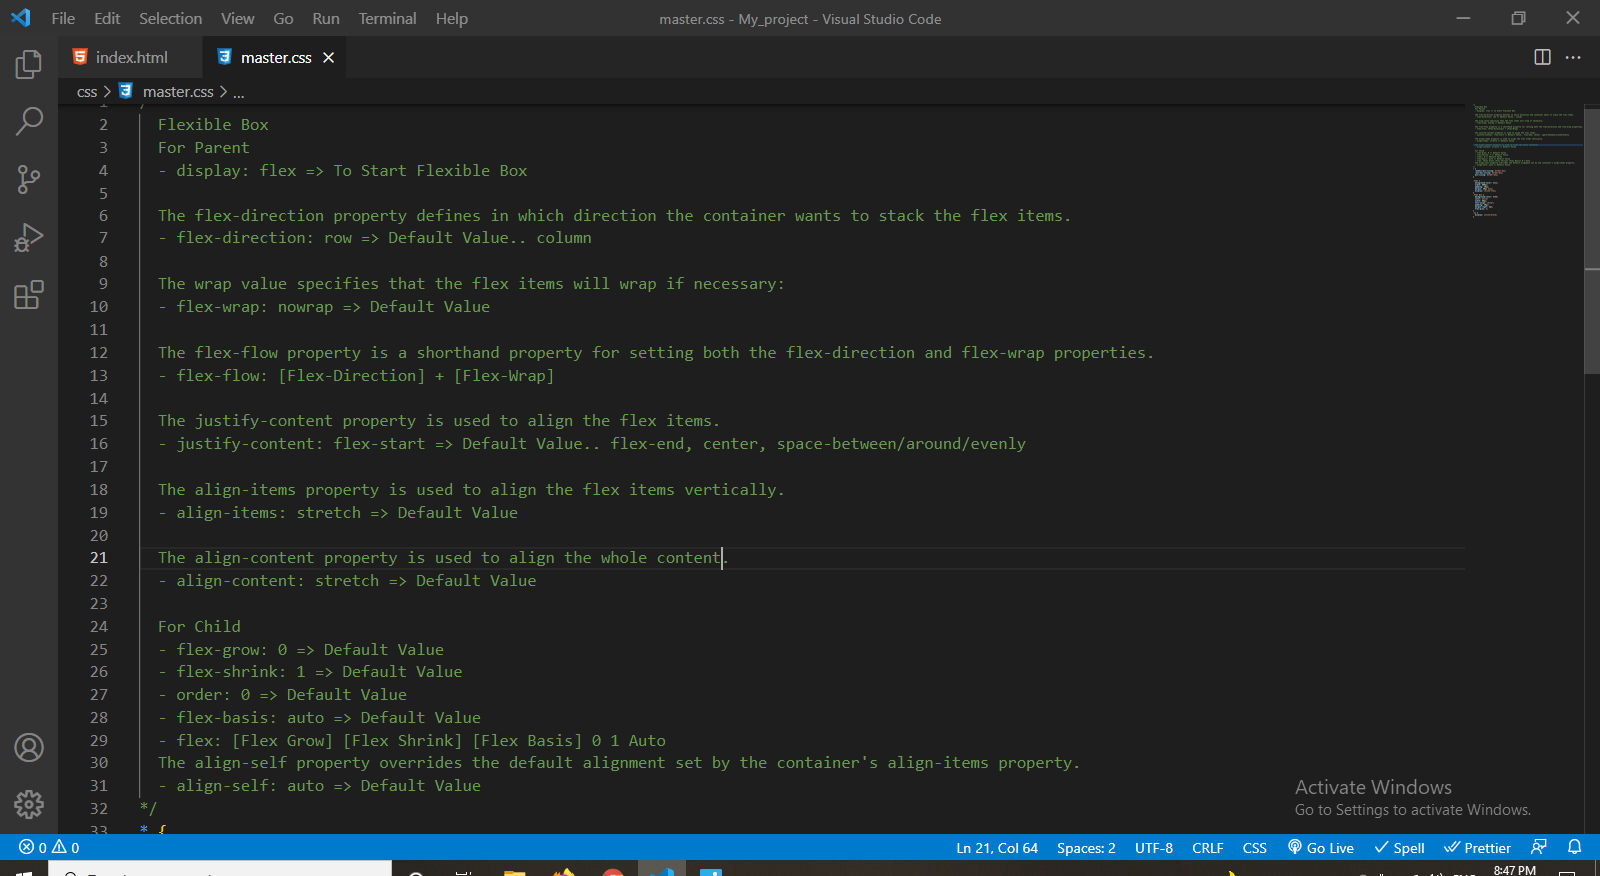 File Edit Selection View Go Run Terminal Help
master.css - My_project - Visual Studio Code
index.html
master.css
css > master.css > ...
2 Flexible Box
3 For Parent
4 - display: flex => To Start Flexible Box
5
6 The flex-direction property defines in which direction the container wants to stack the flex items.
7 - flex-direction: row => Default Value.. column
8
9 The wrap value specifies that the flex items will wrap if necessary:
10 - flex-wrap: nowrap => Default Value
11
12 The flex-flow property is a shorthand property for setting both the flex-direction and flex-wrap properties.
13 - flex-flow: [Flex-Direction] + [Flex-Wrap]
14
15 The justify-content property is used to align the flex items.
16 - justify-content: flex-start => Default Value.. flex-end, center, space-between/around/evenly
17
18 The align-items property is used to align the flex items vertically.
19 - align-items: stretch => Default Value
20
21 The align-content property is used to align the whole content.
22 - align-content: stretch => Default Value
23
24 For Child
25 - flex-grow: 0 => Default Value
26 - flex-shrink: 1 => Default Value
27 - order: 0 => Default Value
28 - flex-basis: auto => Default Value
29 - flex: [Flex Grow] [Flex Shrink] [Flex Basis] 0 1 Auto
30 The align-self property overrides the default alignment set by the container's align-items property.
31 - align-self: auto => Default Value
32 */
33 * {
Activate Windows
Go to Settings to activate Windows.
0 0
Ln 21, Col 64 Spaces: 2 UTF-8 CRLF CSS Go Live Spell Prettier
8:47 PM